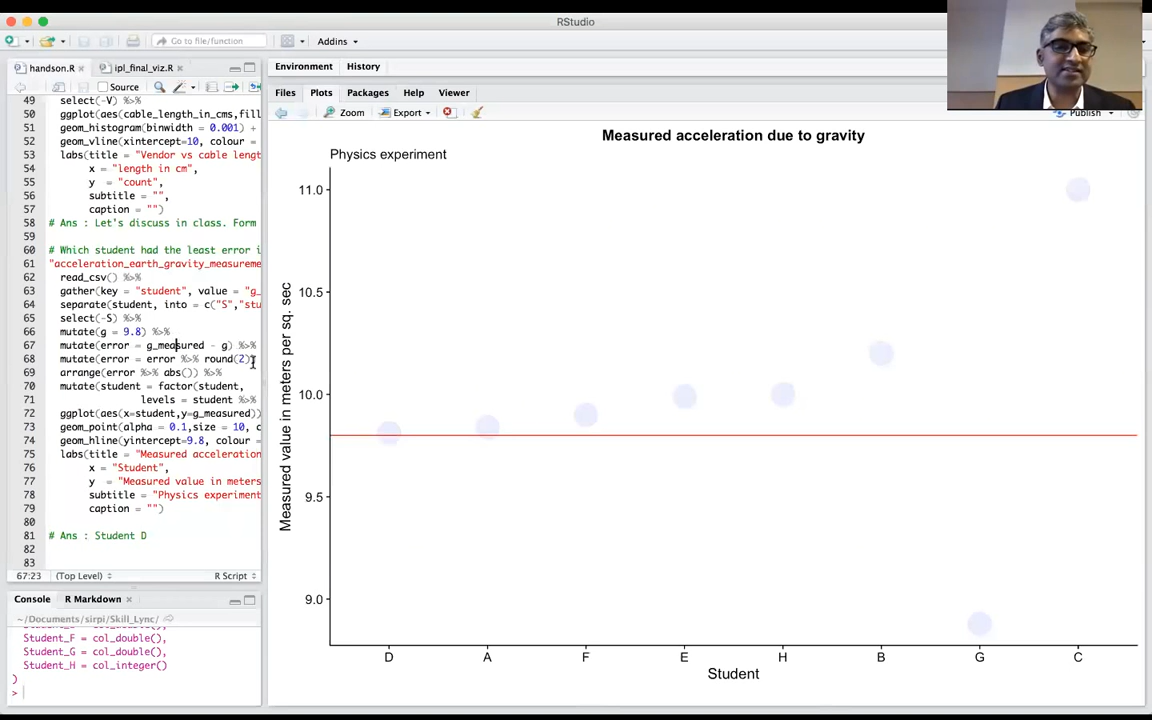 RStudio
Go to file/function
Addins
handson.R
ipl_final_viz.R
Source
49 select(-V) %>%
50 ggplot(aes(cable_length_in_cms,fill
51 geom_histogram(binwidth = 0.001) +
52 geom_vline(xintercept=10, colour =
53 labs(title = "Vendor vs cable lengt
54 x = "length in cm",
55 y = "count",
56 subtitle = "",
57 caption = "")
58 # Ans : Let's discuss in class. Form
59
60 # Which student had the least error i
61 "acceleration_earth_gravity_measureme
62 read_csv() %>%
63 gather(key = "student", value = "g_
64 separate(student, into = c("S","stu
65 select(-S) %>%
66 mutate(g = 9.8) %>%
67 mutate(error = g_measured - g) %>%
68 mutate(error = error %>% round(2)
69 arrange(error %>% abs()) %>%
70 mutate(student = factor(student,
71 levels = student %>%
72 ggplot(aes(x=student,y=g_measured))
73 geom_point(alpha = 0.1,size = 10, c
74 geom_hline(yintercept=9.8, colour =
75 labs(title = "Measured acceleration
76 x = "Student",
77 y = "Measured value in meters
78 subtitle = "Physics experiment
79 caption = "")
80
81 # Ans : Student D
82
83
67:23 (Top Level) R Script
Console R Markdown
~/Documents/sirpi/Skill_Lync/
Student_F = col_double(),
Student_G = col_double(),
Student_H = col_integer()
)
>
Environment History
Files Plots Packages Help Viewer
Zoom Export Publish
Measured acceleration due to gravity
Physics experiment
Measured value in meters per sq. sec
11.0
10.5
10.0
9.5
9.0
D A F E H B G C
Student